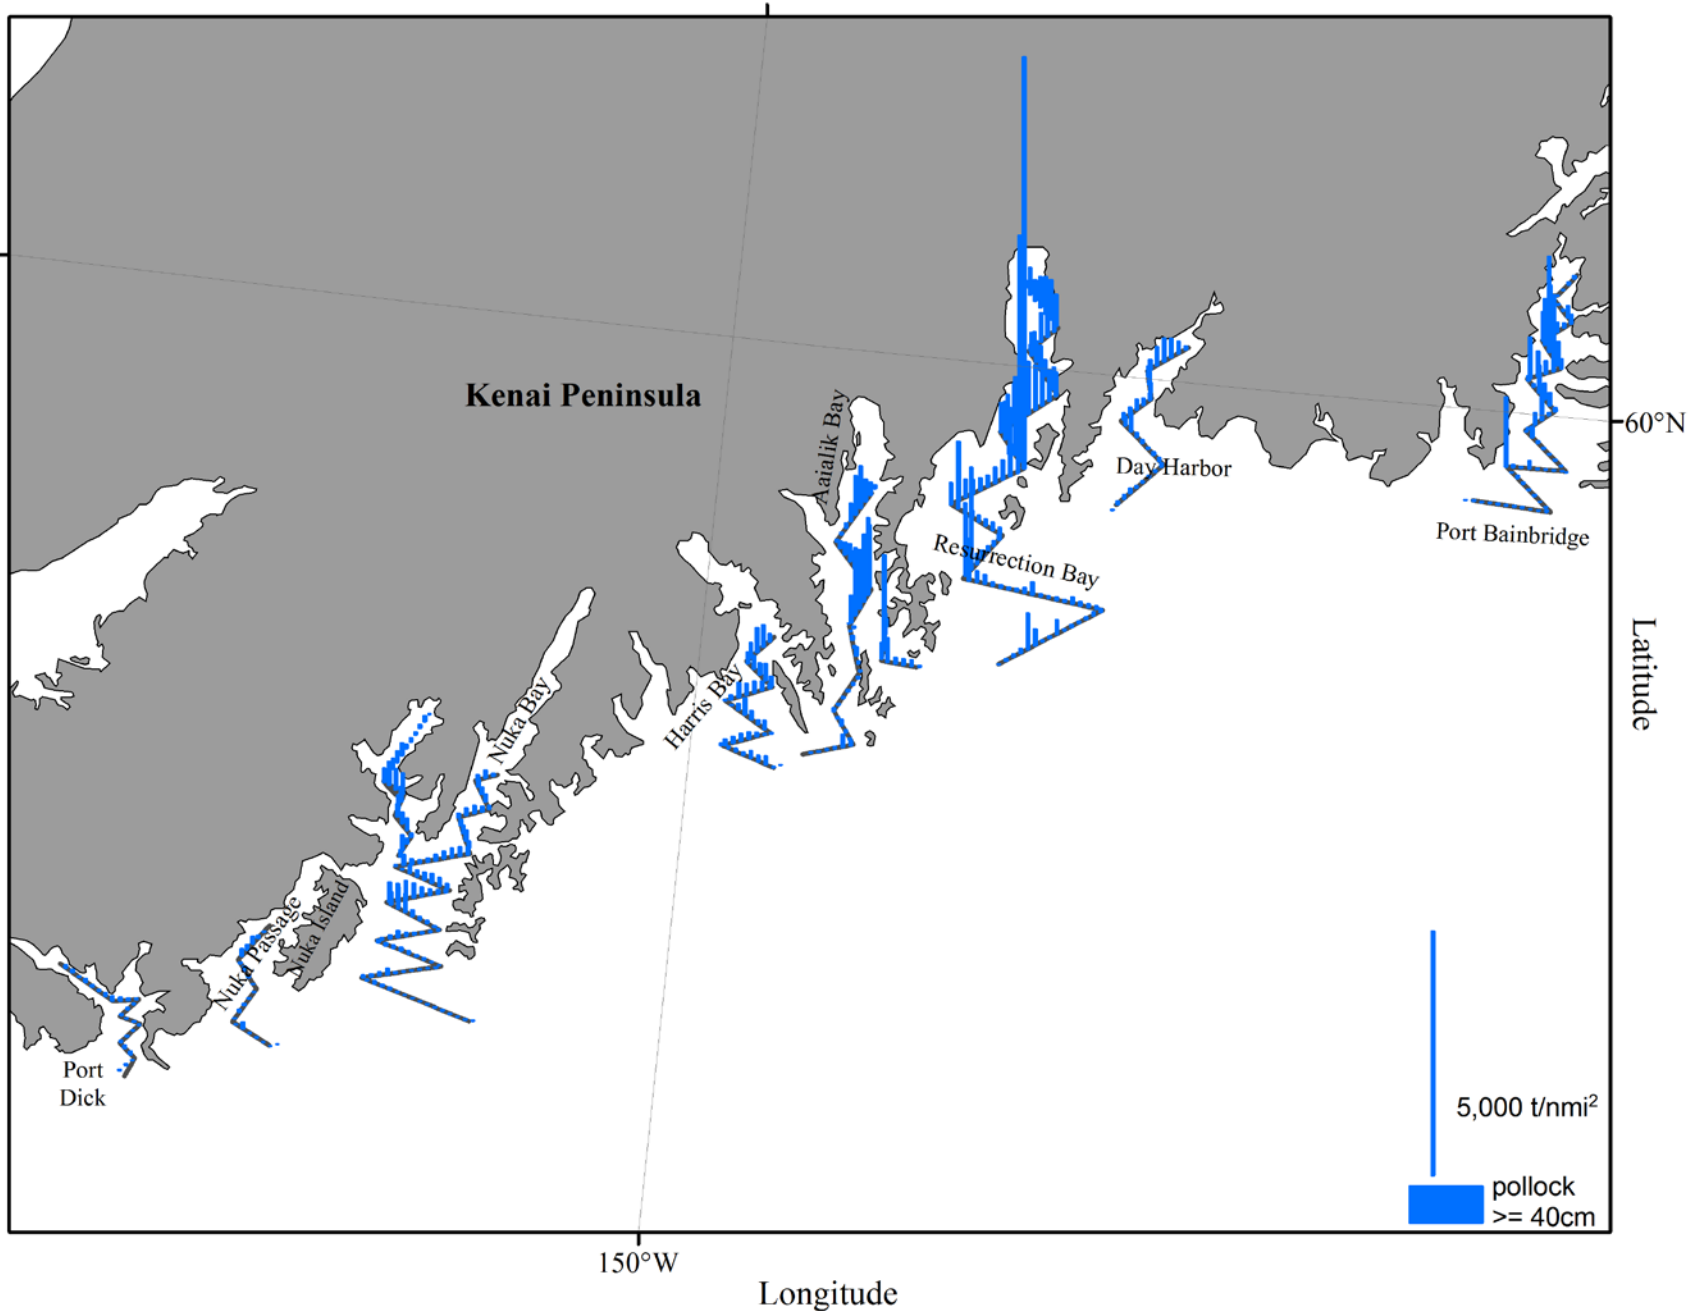 Kenai Peninsula
Aaialik Bay
60°N
Day Harbor
Port Bainbridge
Resurrection Bay
Latitude
Harris Bay
Nuka Bay
Nuka Island
Nuka Passage
Port
Dick
5,000 t/nmi²
pollock
>= 40cm
150°W
Longitude